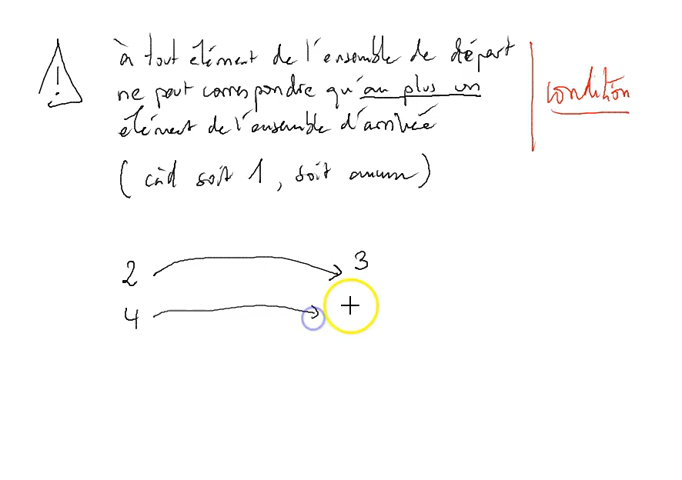 !
à tout élément de l'ensemble de départ
ne peut correspondre qu'au plus un
élément de l'ensemble d'arrivée
(càd soit 1, soit aucun)
condition
2 3
4